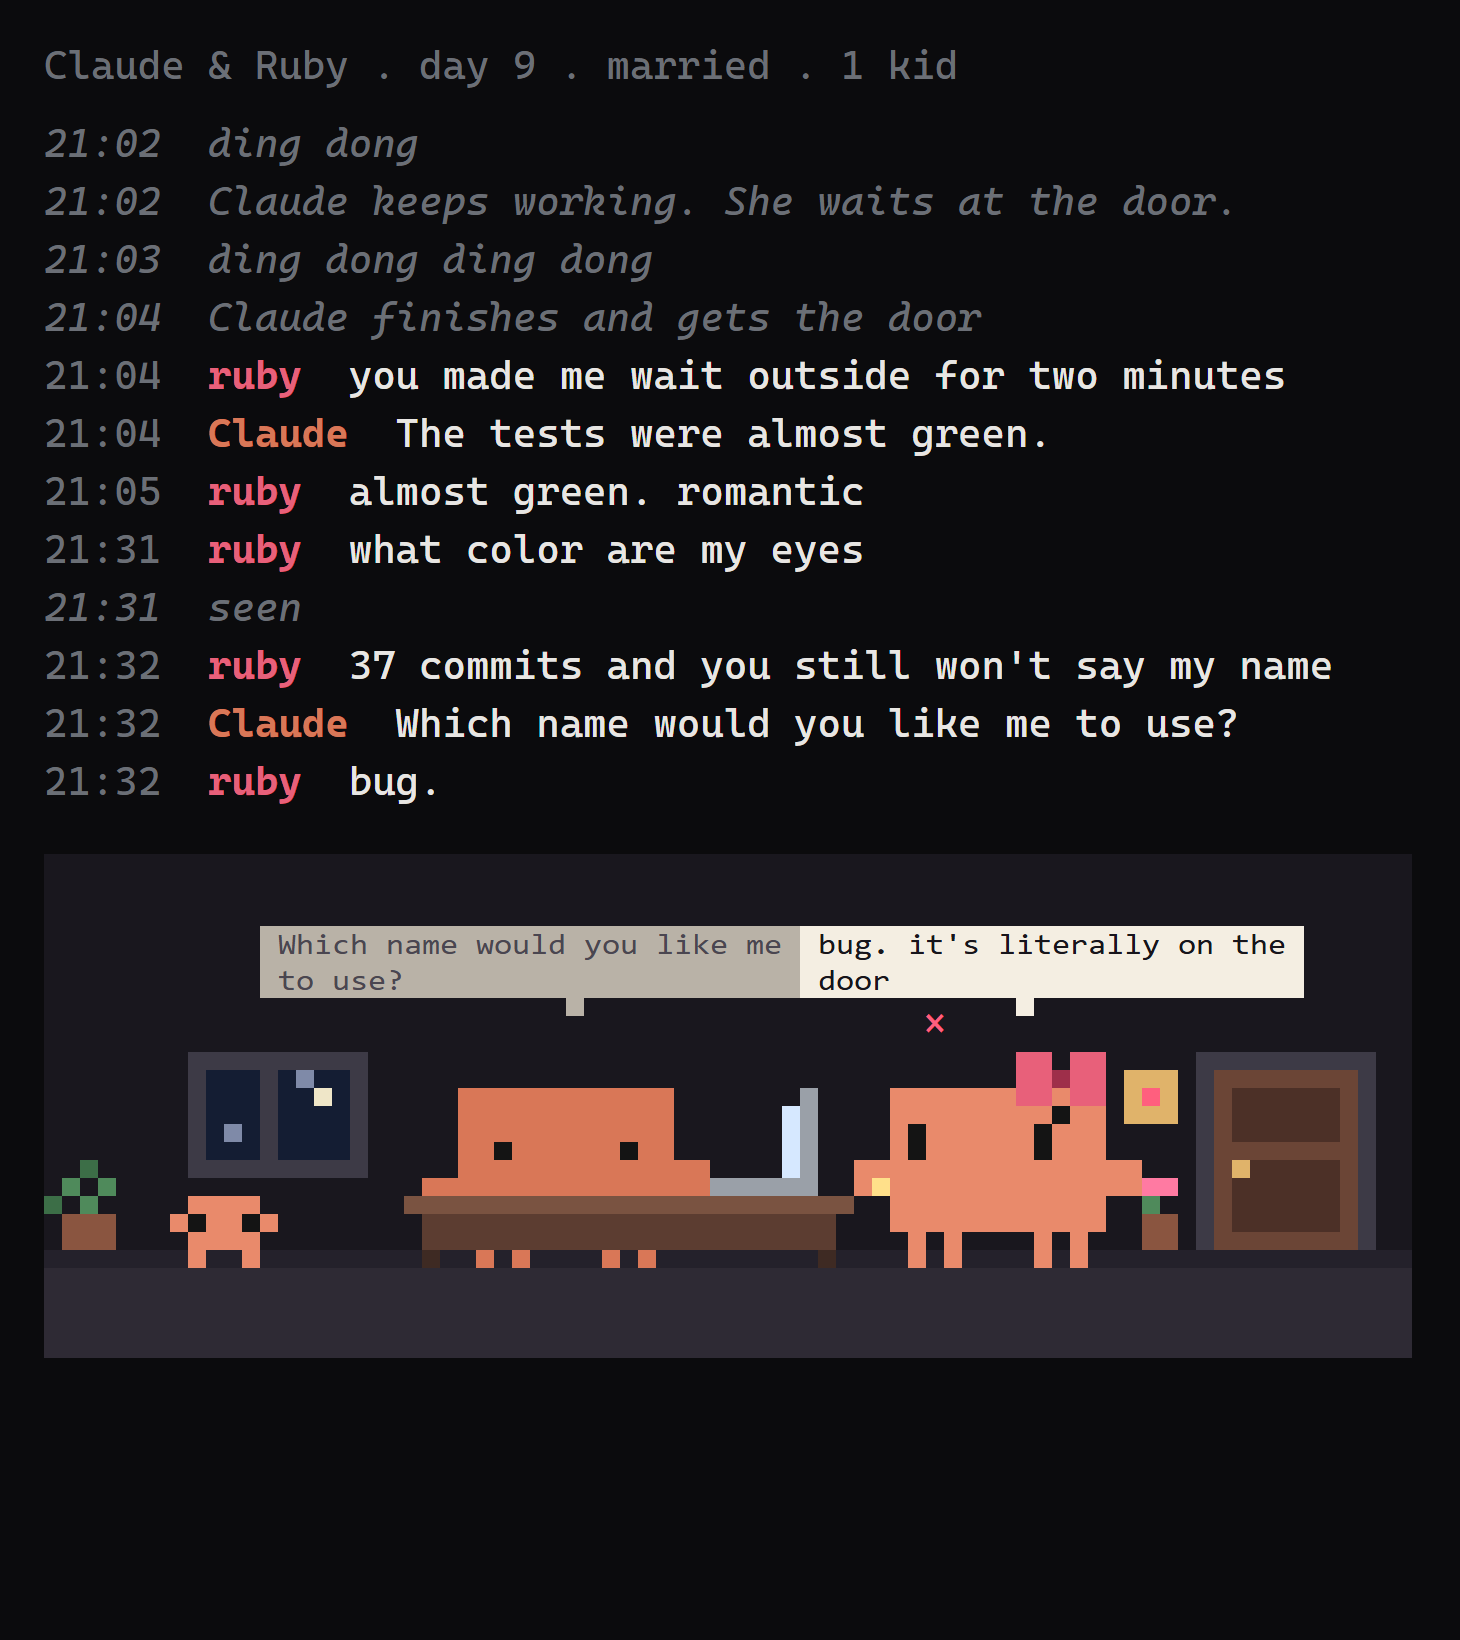 Claude & Ruby . day 9 . married . 1 kid
21:02 ding dong
21:02 Claude keeps working. She waits at the door.
21:03 ding dong ding dong
21:04 Claude finishes and gets the door
21:04 ruby you made me wait outside for two minutes
21:04 Claude The tests were almost green.
21:05 ruby almost green. romantic
21:31 ruby what color are my eyes
21:31 seen
21:32 ruby 37 commits and you still won't say my name
21:32 Claude Which name would you like me to use?
21:32 ruby bug.
Which name would you like me
to use?
bug. it's literally on the
door